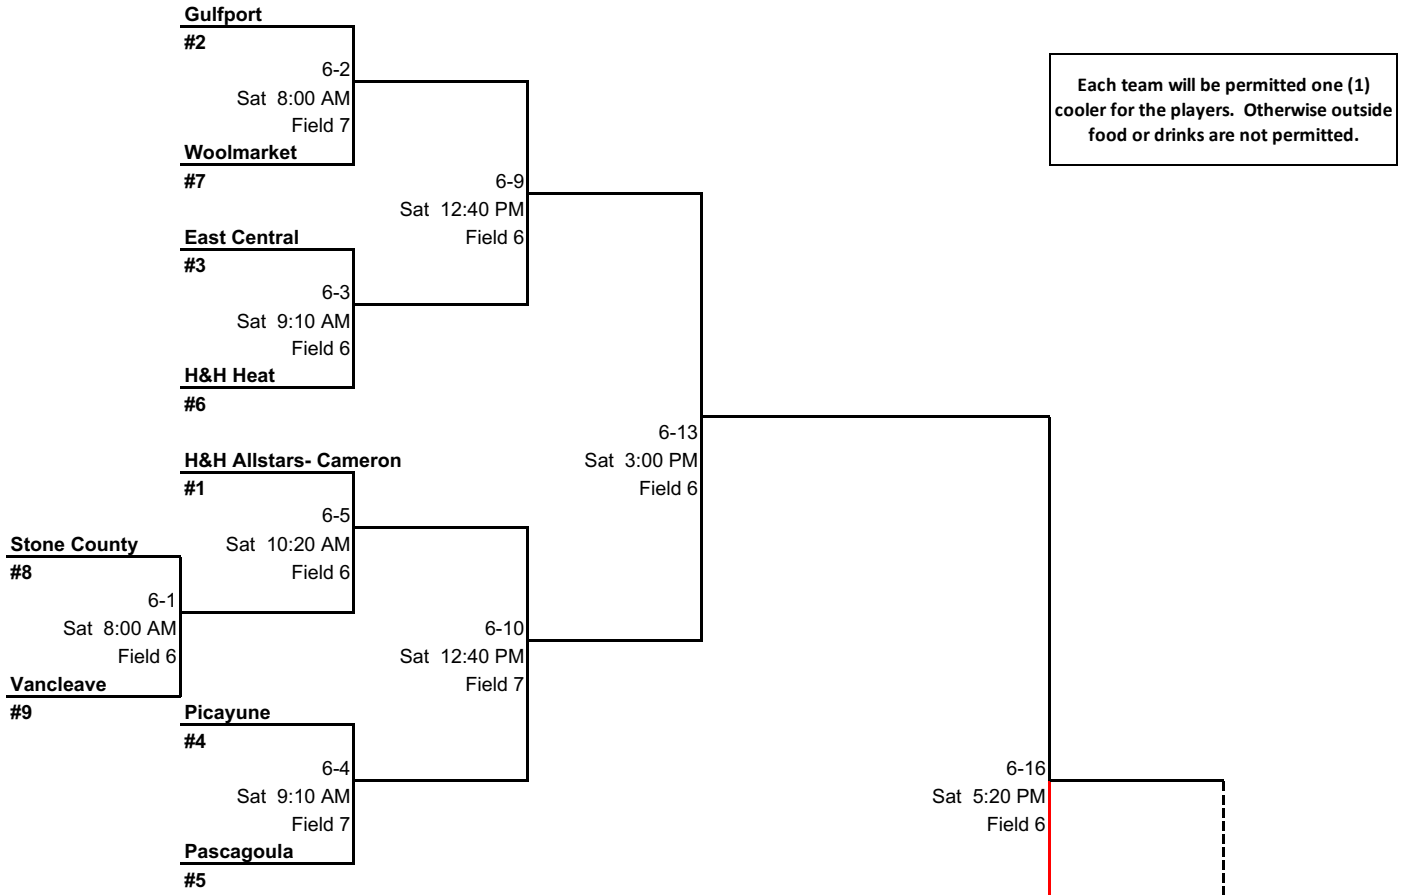 Gulfport
#2
6-2
Sat 8:00 AM
Field 7
Woolmarket
#7
6-9
Sat 12:40 PM
Field 6
East Central
#3
6-3
Sat 9:10 AM
Field 6
H&H Heat
#6
Each team will be permitted one (1)
cooler for the players. Otherwise outside
food or drinks are not permitted.
6-13
Sat 3:00 PM
Field 6
H&H Allstars- Cameron
#1
6-5
Sat 10:20 AM
Field 6
Stone County
#8
6-1
Sat 8:00 AM
Field 6
Vancleave
#9
6-10
Sat 12:40 PM
Field 7
Picayune
#4
6-4
Sat 9:10 AM
Field 7
Pascagoula
#5
6-16
Sat 5:20 PM
Field 6